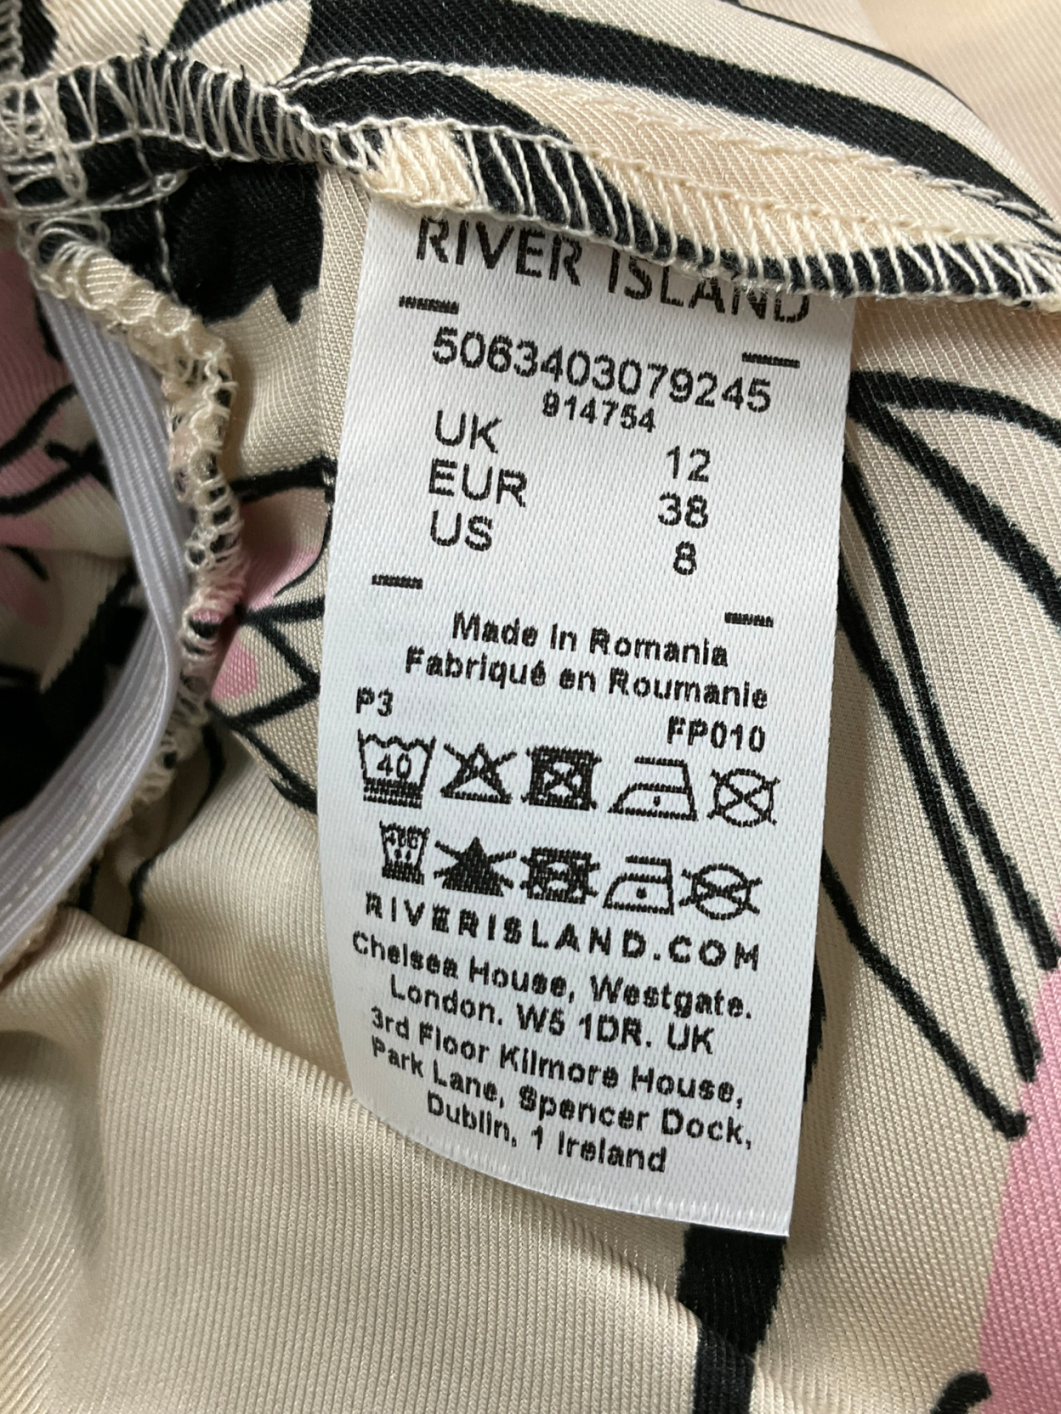 RIVER ISLAND
5063403079245
914754
UK 12
EUR 38
US 8
Made In Romania
Fabriqué en Roumanie
P3 FP010
40
RIVERISLAND.COM
Chelsea House, Westgate.
London. W5 1DR. UK
3rd Floor Kilmore House,
Park Lane, Spencer Dock,
Dublin, 1 Ireland